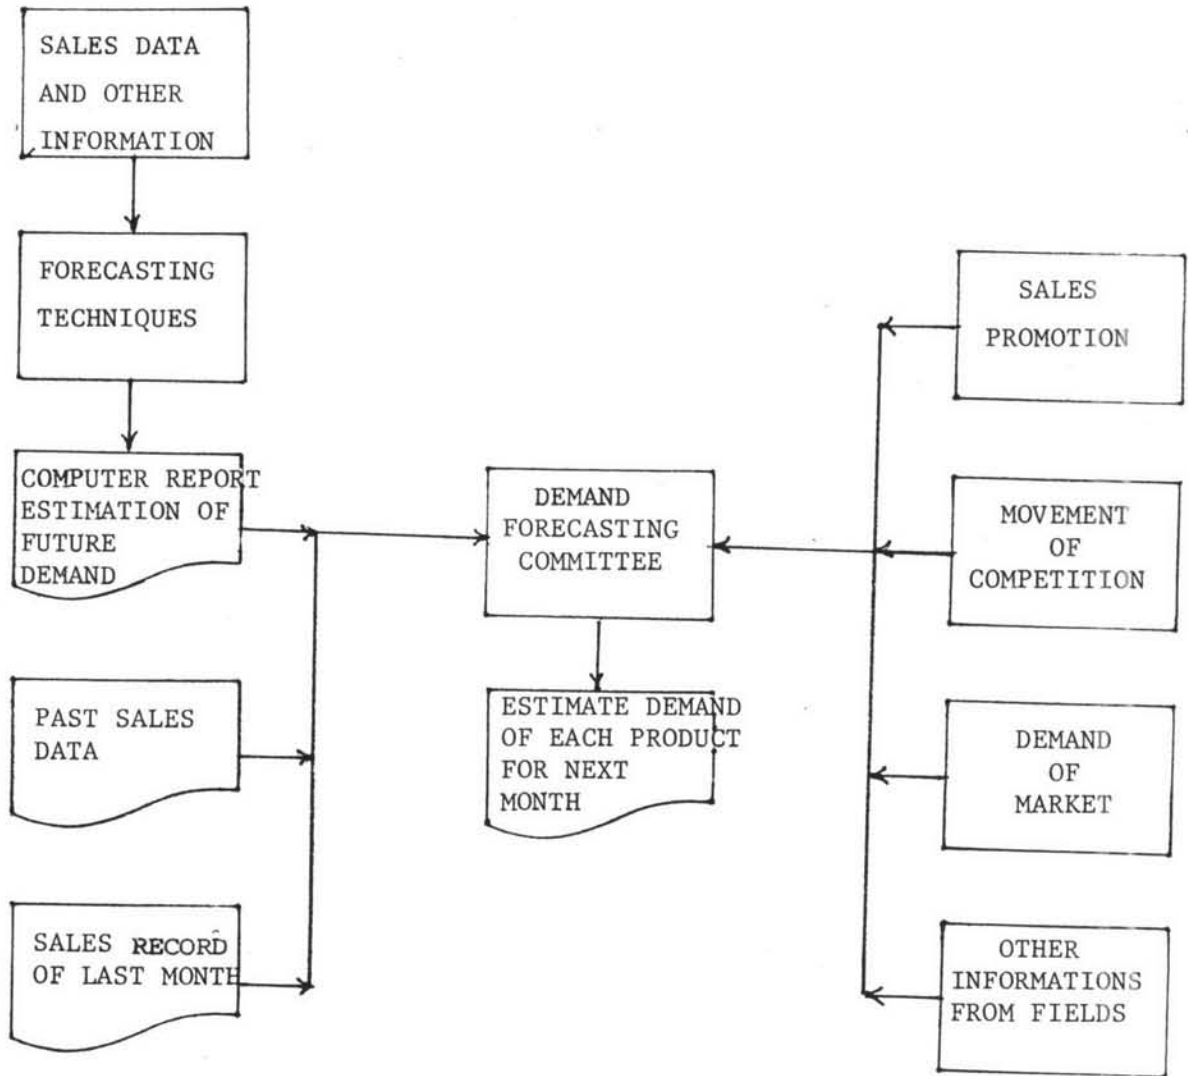 SALES DATA
AND OTHER
INFORMATION
FORECASTING
TECHNIQUES
COMPUTER REPORT
ESTIMATION OF
FUTURE
DEMAND
PAST SALES
DATA
SALES RECORD
OF LAST MONTH
DEMAND
FORECASTING
COMMITTEE
ESTIMATE DEMAND
OF EACH PRODUCT
FOR NEXT
MONTH
SALES
PROMOTION
MOVEMENT
OF
COMPETITION
DEMAND
OF
MARKET
OTHER
INFORMATIONS
FROM FIELDS